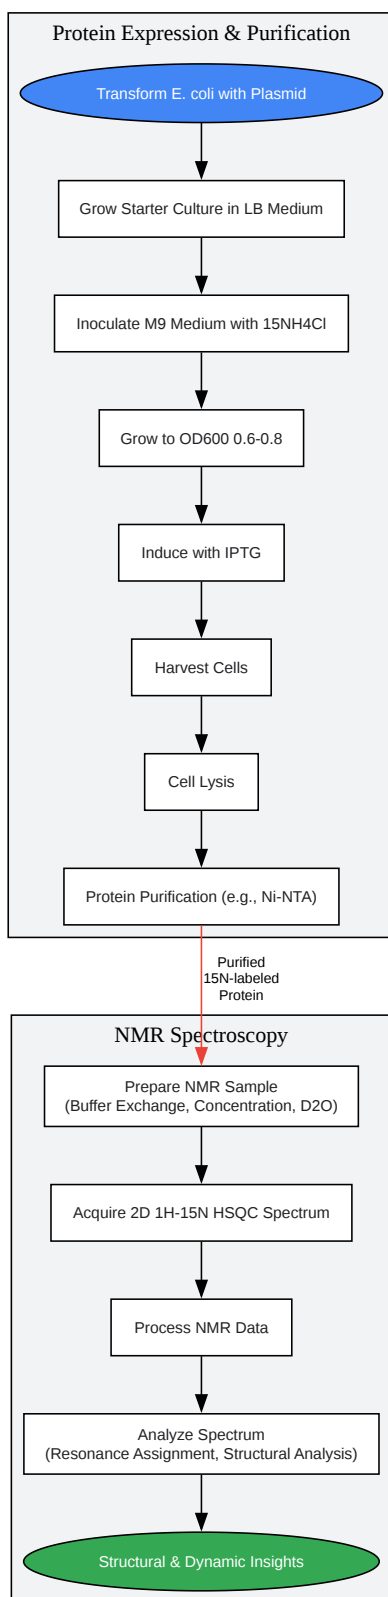 Protein Expression & Purification
Transform E. coli with Plasmid
Grow Starter Culture in LB Medium
Inoculate M9 Medium with 15NH4Cl
Grow to OD600 0.6-0.8
Induce with IPTG
Harvest Cells
Cell Lysis
Protein Purification (e.g., Ni-NTA)
Purified
15N-labeled
Protein
NMR Spectroscopy
Prepare NMR Sample
(Buffer Exchange, Concentration, D2O)
Acquire 2D 1H-15N HSQC Spectrum
Process NMR Data
Analyze Spectrum
(Resonance Assignment, Structural Analysis)
Structural & Dynamic Insights